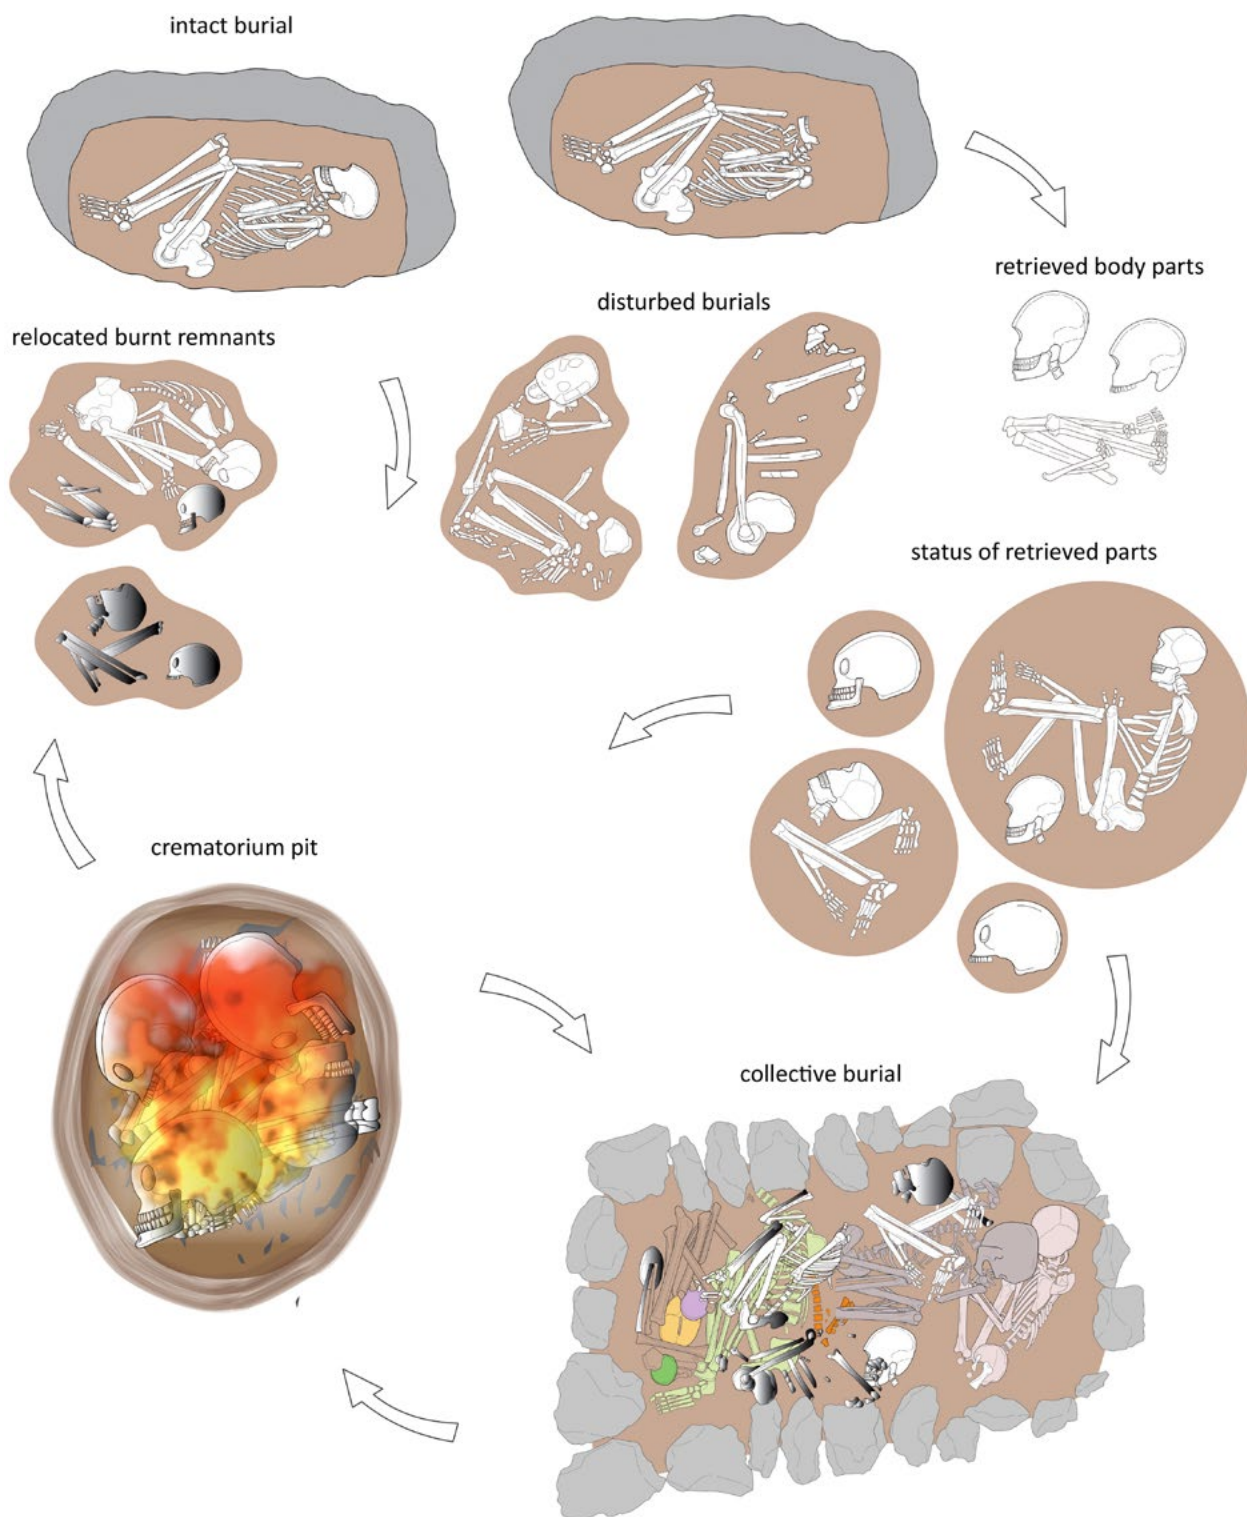 intact burial
retrieved body parts
disturbed burials
relocated burnt remnants
status of retrieved parts
crematorium pit
collective burial